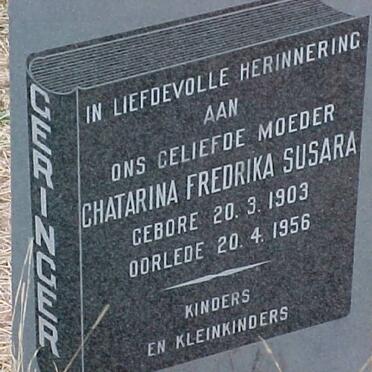 GERINGER
IN LIEFDEVOLLE HERINNERING
AAN
ONS GELIEFDE MOEDER
CHATARINA FREDRIKA SUSARA
GEBORE 20.3.1903
OORLEDE 20.4.1956
KINDERS
EN KLEINKINDERS